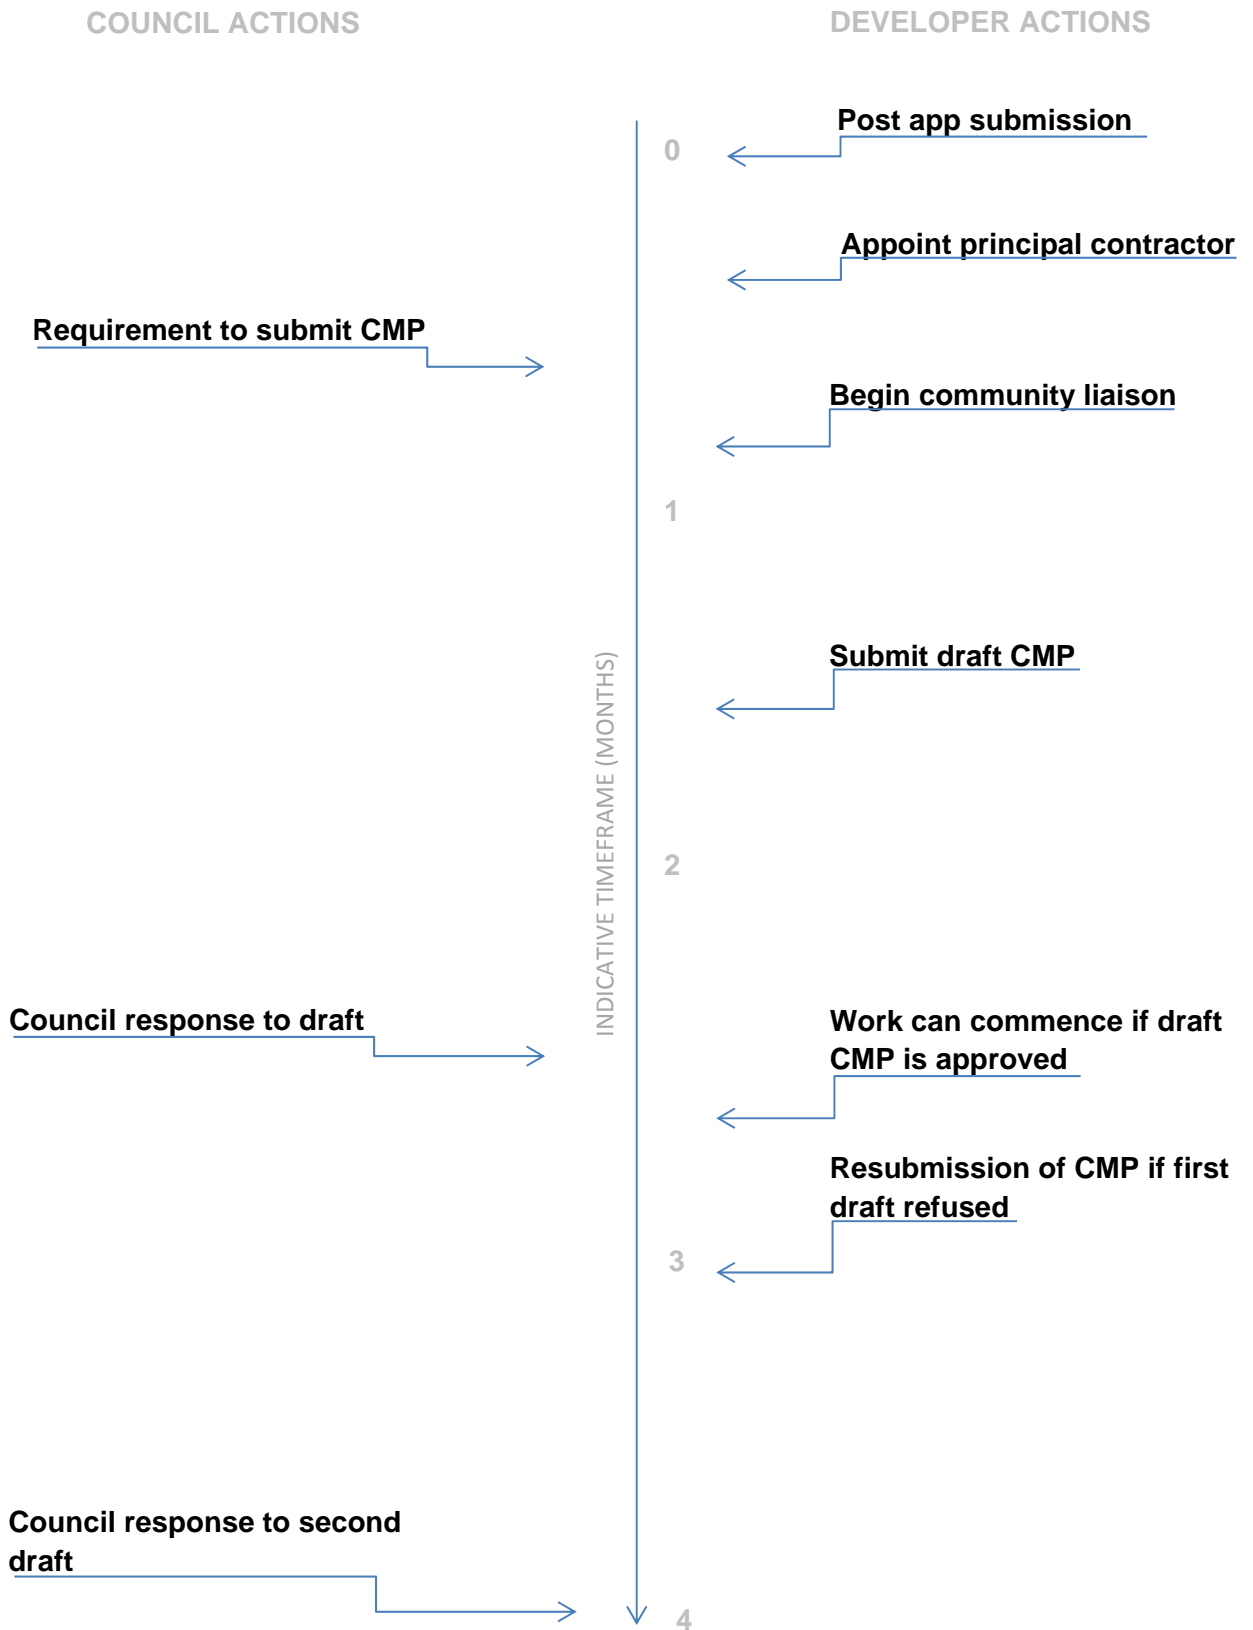 COUNCIL ACTIONS
DEVELOPER ACTIONS
Post app submission
0
Appoint principal contractor
Requirement to submit CMP
Begin community liaison
1
Submit draft CMP
INDICATIVE TIMEFRAME (MONTHS)
2
Council response to draft
Work can commence if draft
CMP is approved
Resubmission of CMP if first
draft refused
3
Council response to second
draft
4